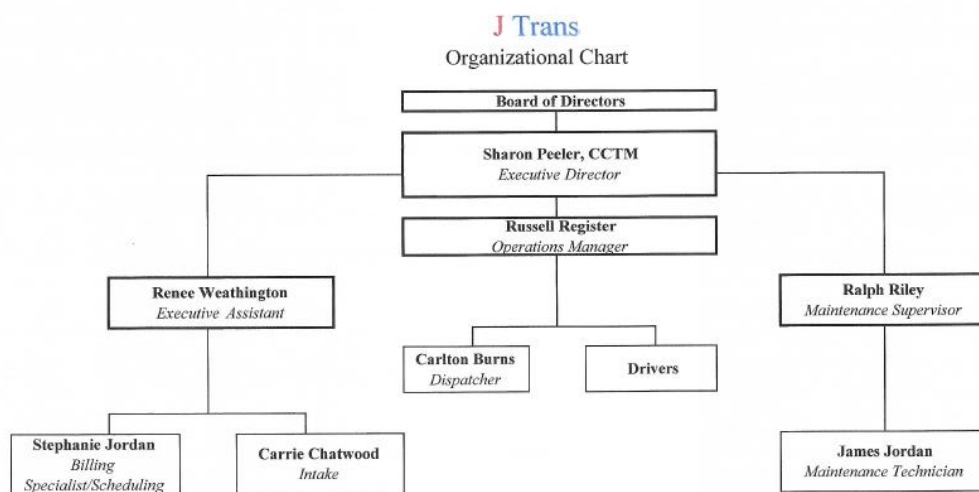 J Trans
Organizational Chart
Board of Directors
Sharon Peeler, CCTM
Executive Director
Russell Register
Operations Manager
Renee Weathington
Executive Assistant
Ralph Riley
Maintenance Supervisor
Carlton Burns
Dispatcher
Drivers
Stephanie Jordan
Billing
Specialist/Scheduling
Carrie Chatwood
Intake
James Jordan
Maintenance Technician